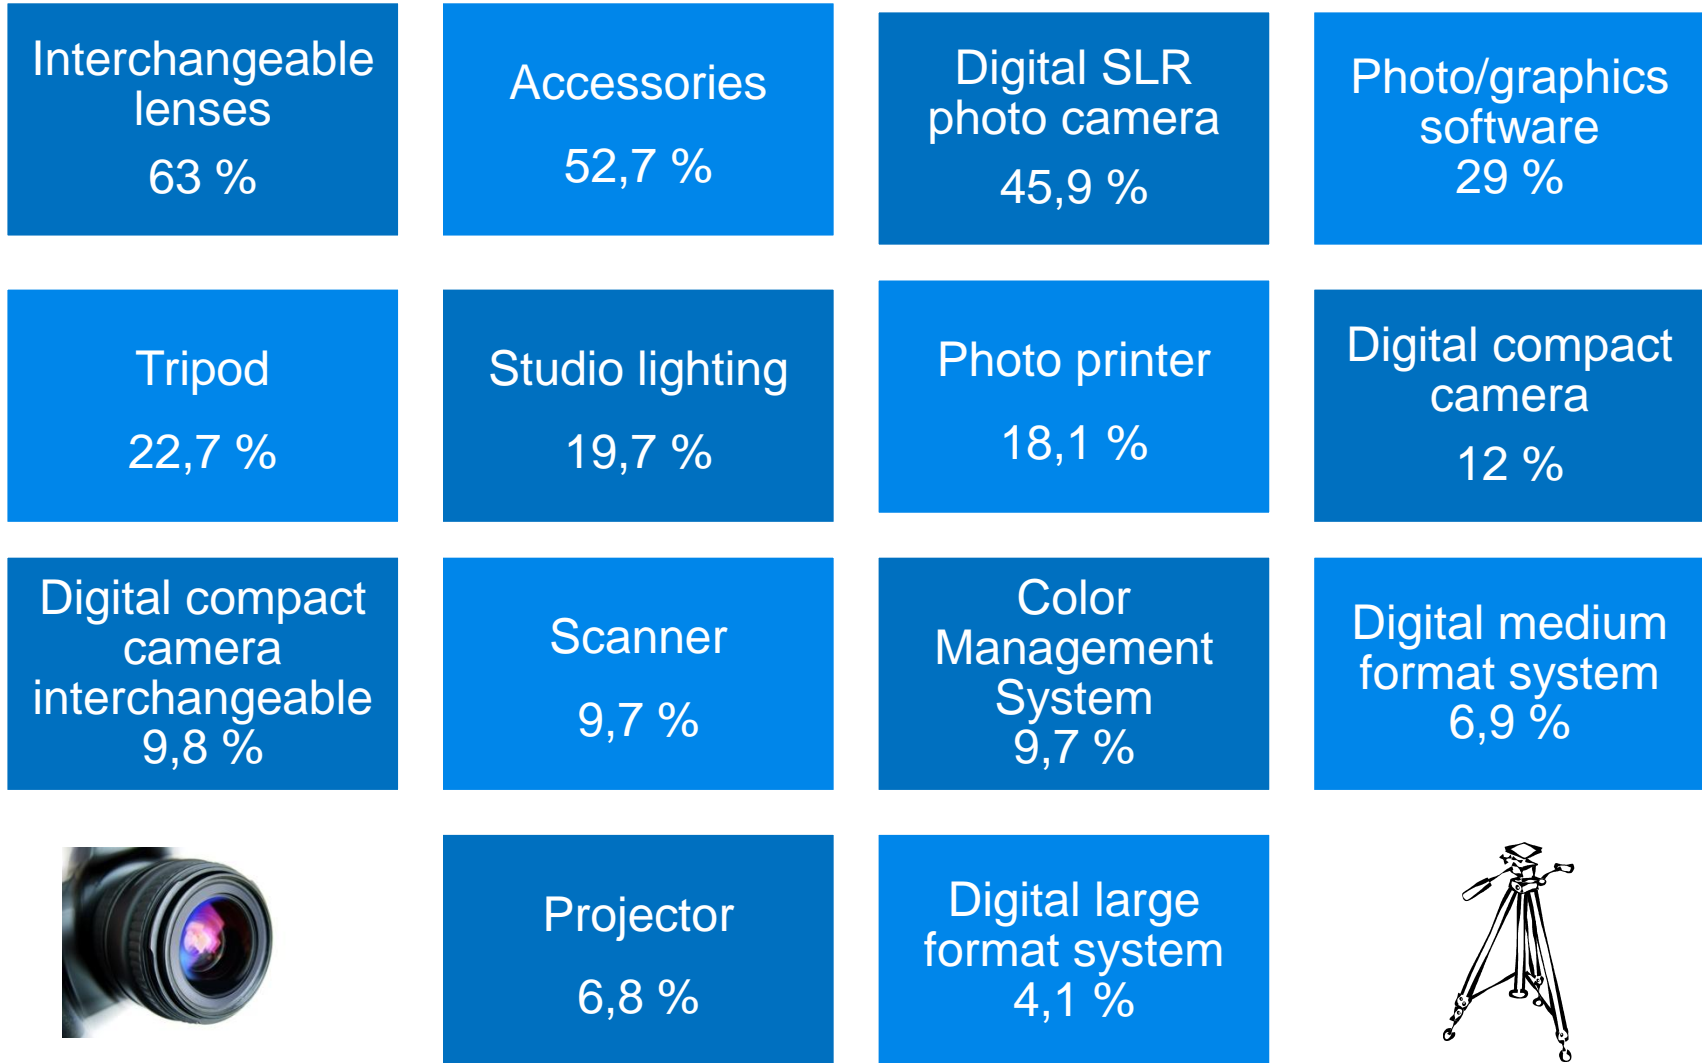 Interchangeable
lenses
63 %
Accessories
52,7 %
Digital SLR
photo camera
45,9 %
Photo/graphics
software
29 %
Tripod
22,7 %
Studio lighting
19,7 %
Photo printer
18,1 %
Digital compact
camera
12 %
Digital compact
camera
interchangeable
9,8 %
Scanner
9,7 %
Color
Management
System
9,7 %
Digital medium
format system
6,9 %
Projector
6,8 %
Digital large
format system
4,1 %